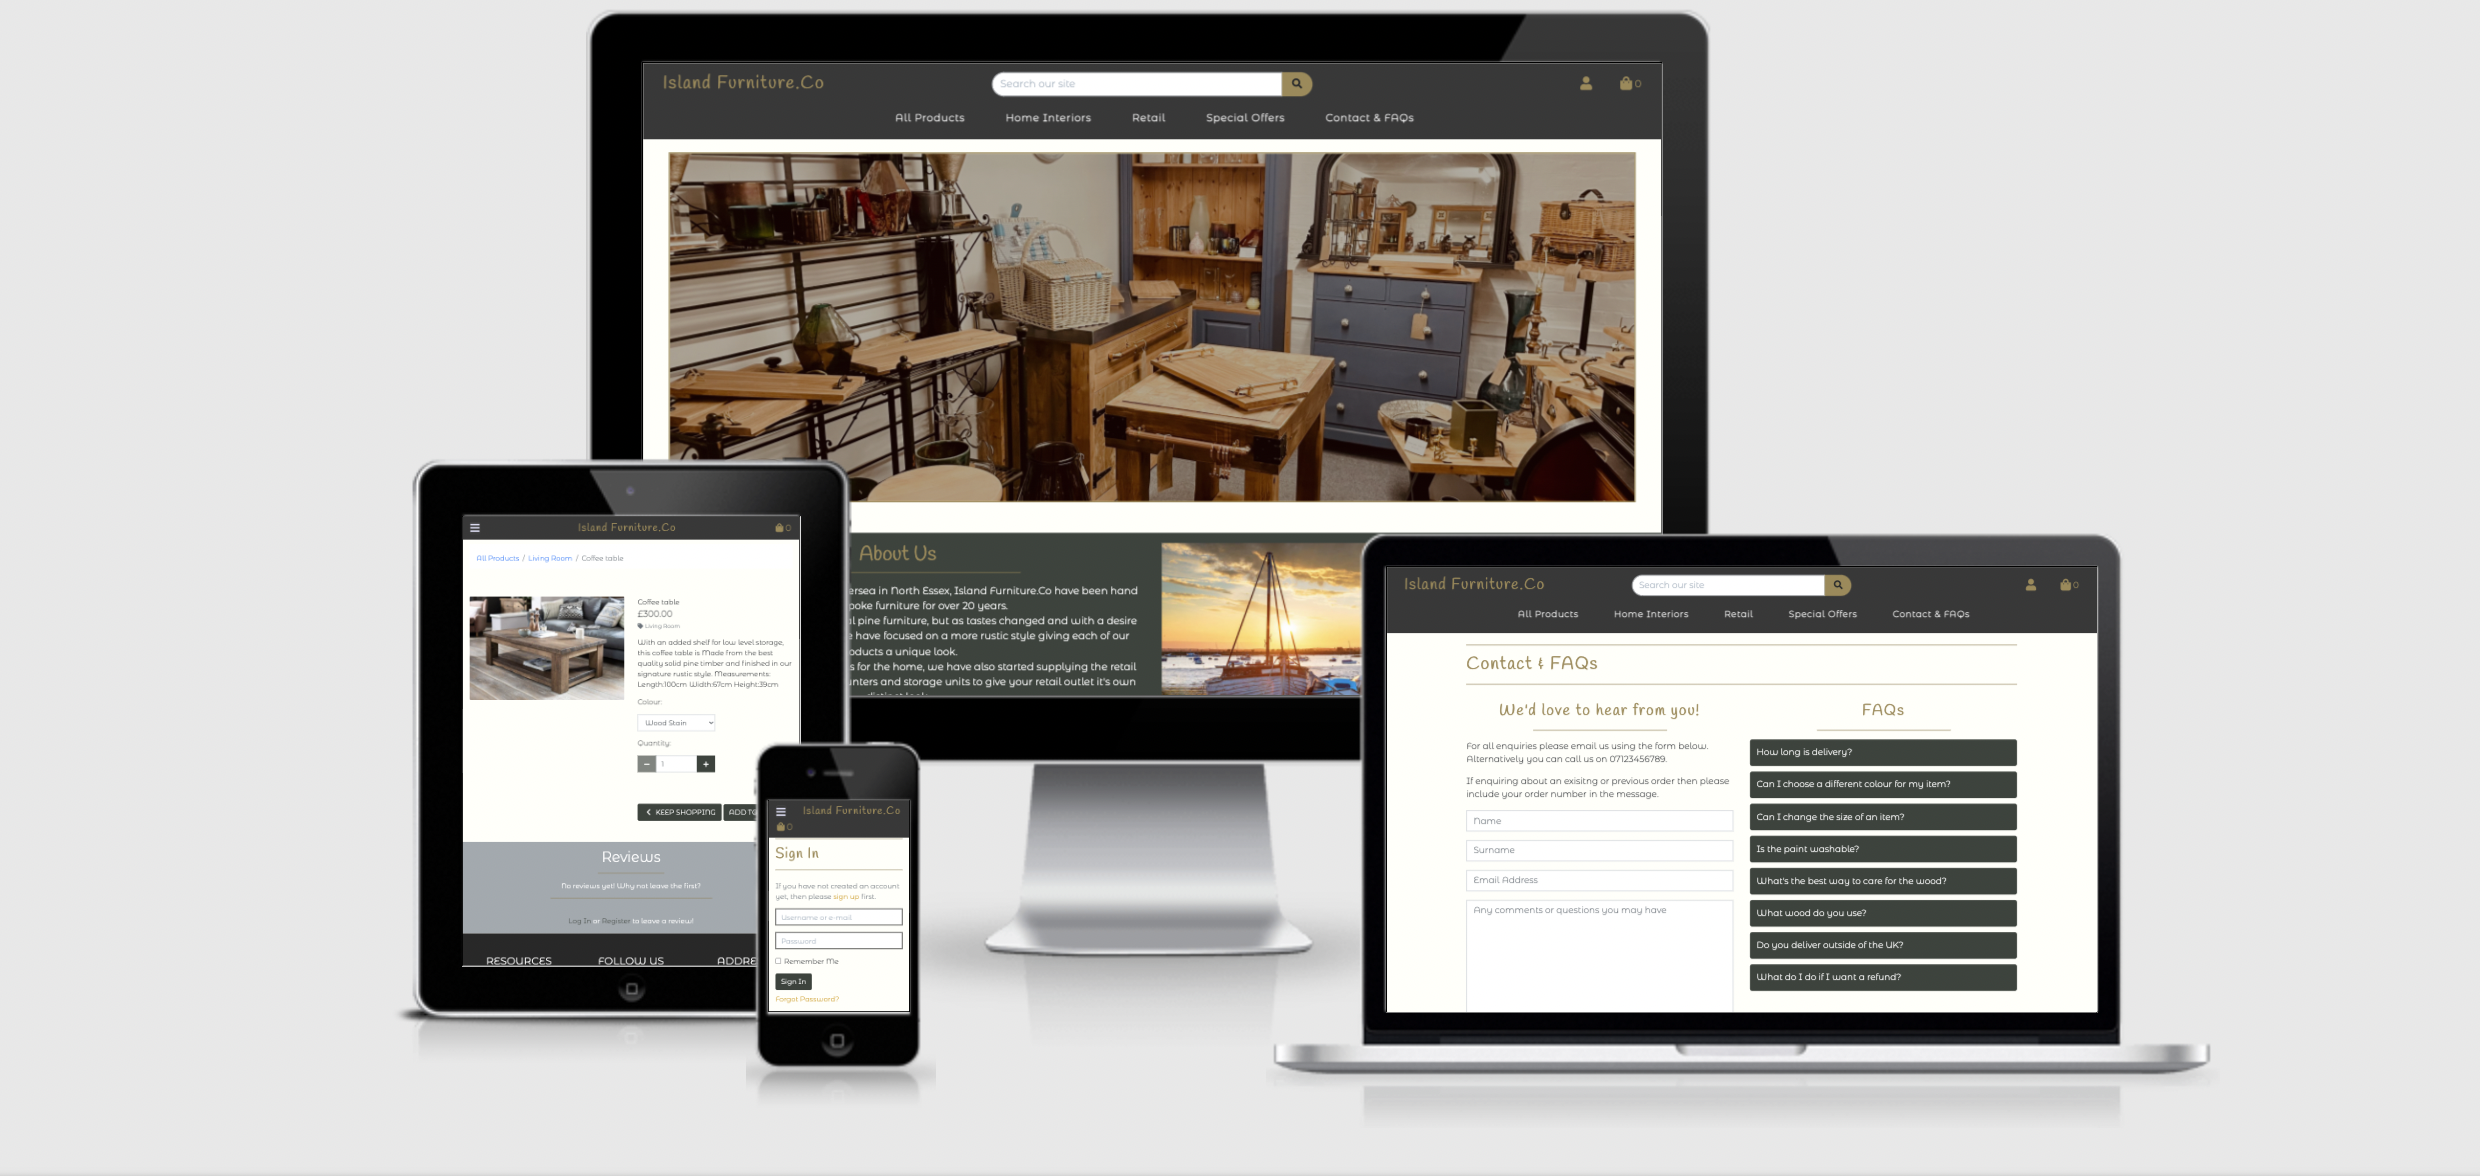 Island Furniture.Co
Search our site
0
All Products
Home Interiors
Retail
Special Offers
Contact & FAQs
About Us
in North Essex, Island Furniture.Co have been hand
furniture for over 20 years.
pine furniture, but as tastes changed and with a desire
have focused on a more rustic style giving each of our
a unique look.
for the home, we have also started supplying the retail
and storage units to give your retail outlet it's own
Island Furniture.Co
0
All Products / Living Room / Coffee table
Coffee table
£300.00
Living Room
With an added shelf for low level storage,
this coffee table is Made from the best
quality solid pine timber and finished in our
signature rustic style. Measurements:
Length:100cm Width:67cm Height:39cm
Colour:
Wood Stain
Quantity:
1
KEEP SHOPPING
ADD
Reviews
No reviews yet! Why not leave the first?
Log In or Register to leave a review!
RESOURCES
FOLLOW US
Island Furniture.Co
0
Sign In
If you have not created an account
yet, then please sign up first.
Username or e-mail
Password
Remember Me
Sign In
Forgot Password?
Island Furniture.Co
Search our site
0
All Products
Home Interiors
Retail
Special Offers
Contact & FAQs
Contact & FAQs
We'd love to hear from you!
For all enquiries please email us using the form below.
Alternatively you can call us on 07123456789.
If enquiring about an exisitng or previous order then please
include your order number in the message.
Name
Surname
Email Address
Any comments or questions you may have
FAQs
How long is delivery?
Can I choose a different colour for my item?
Can I change the size of an item?
Is the paint washable?
What's the best way to care for the wood?
What wood do you use?
Do you deliver outside of the UK?
What do I do if I want a refund?